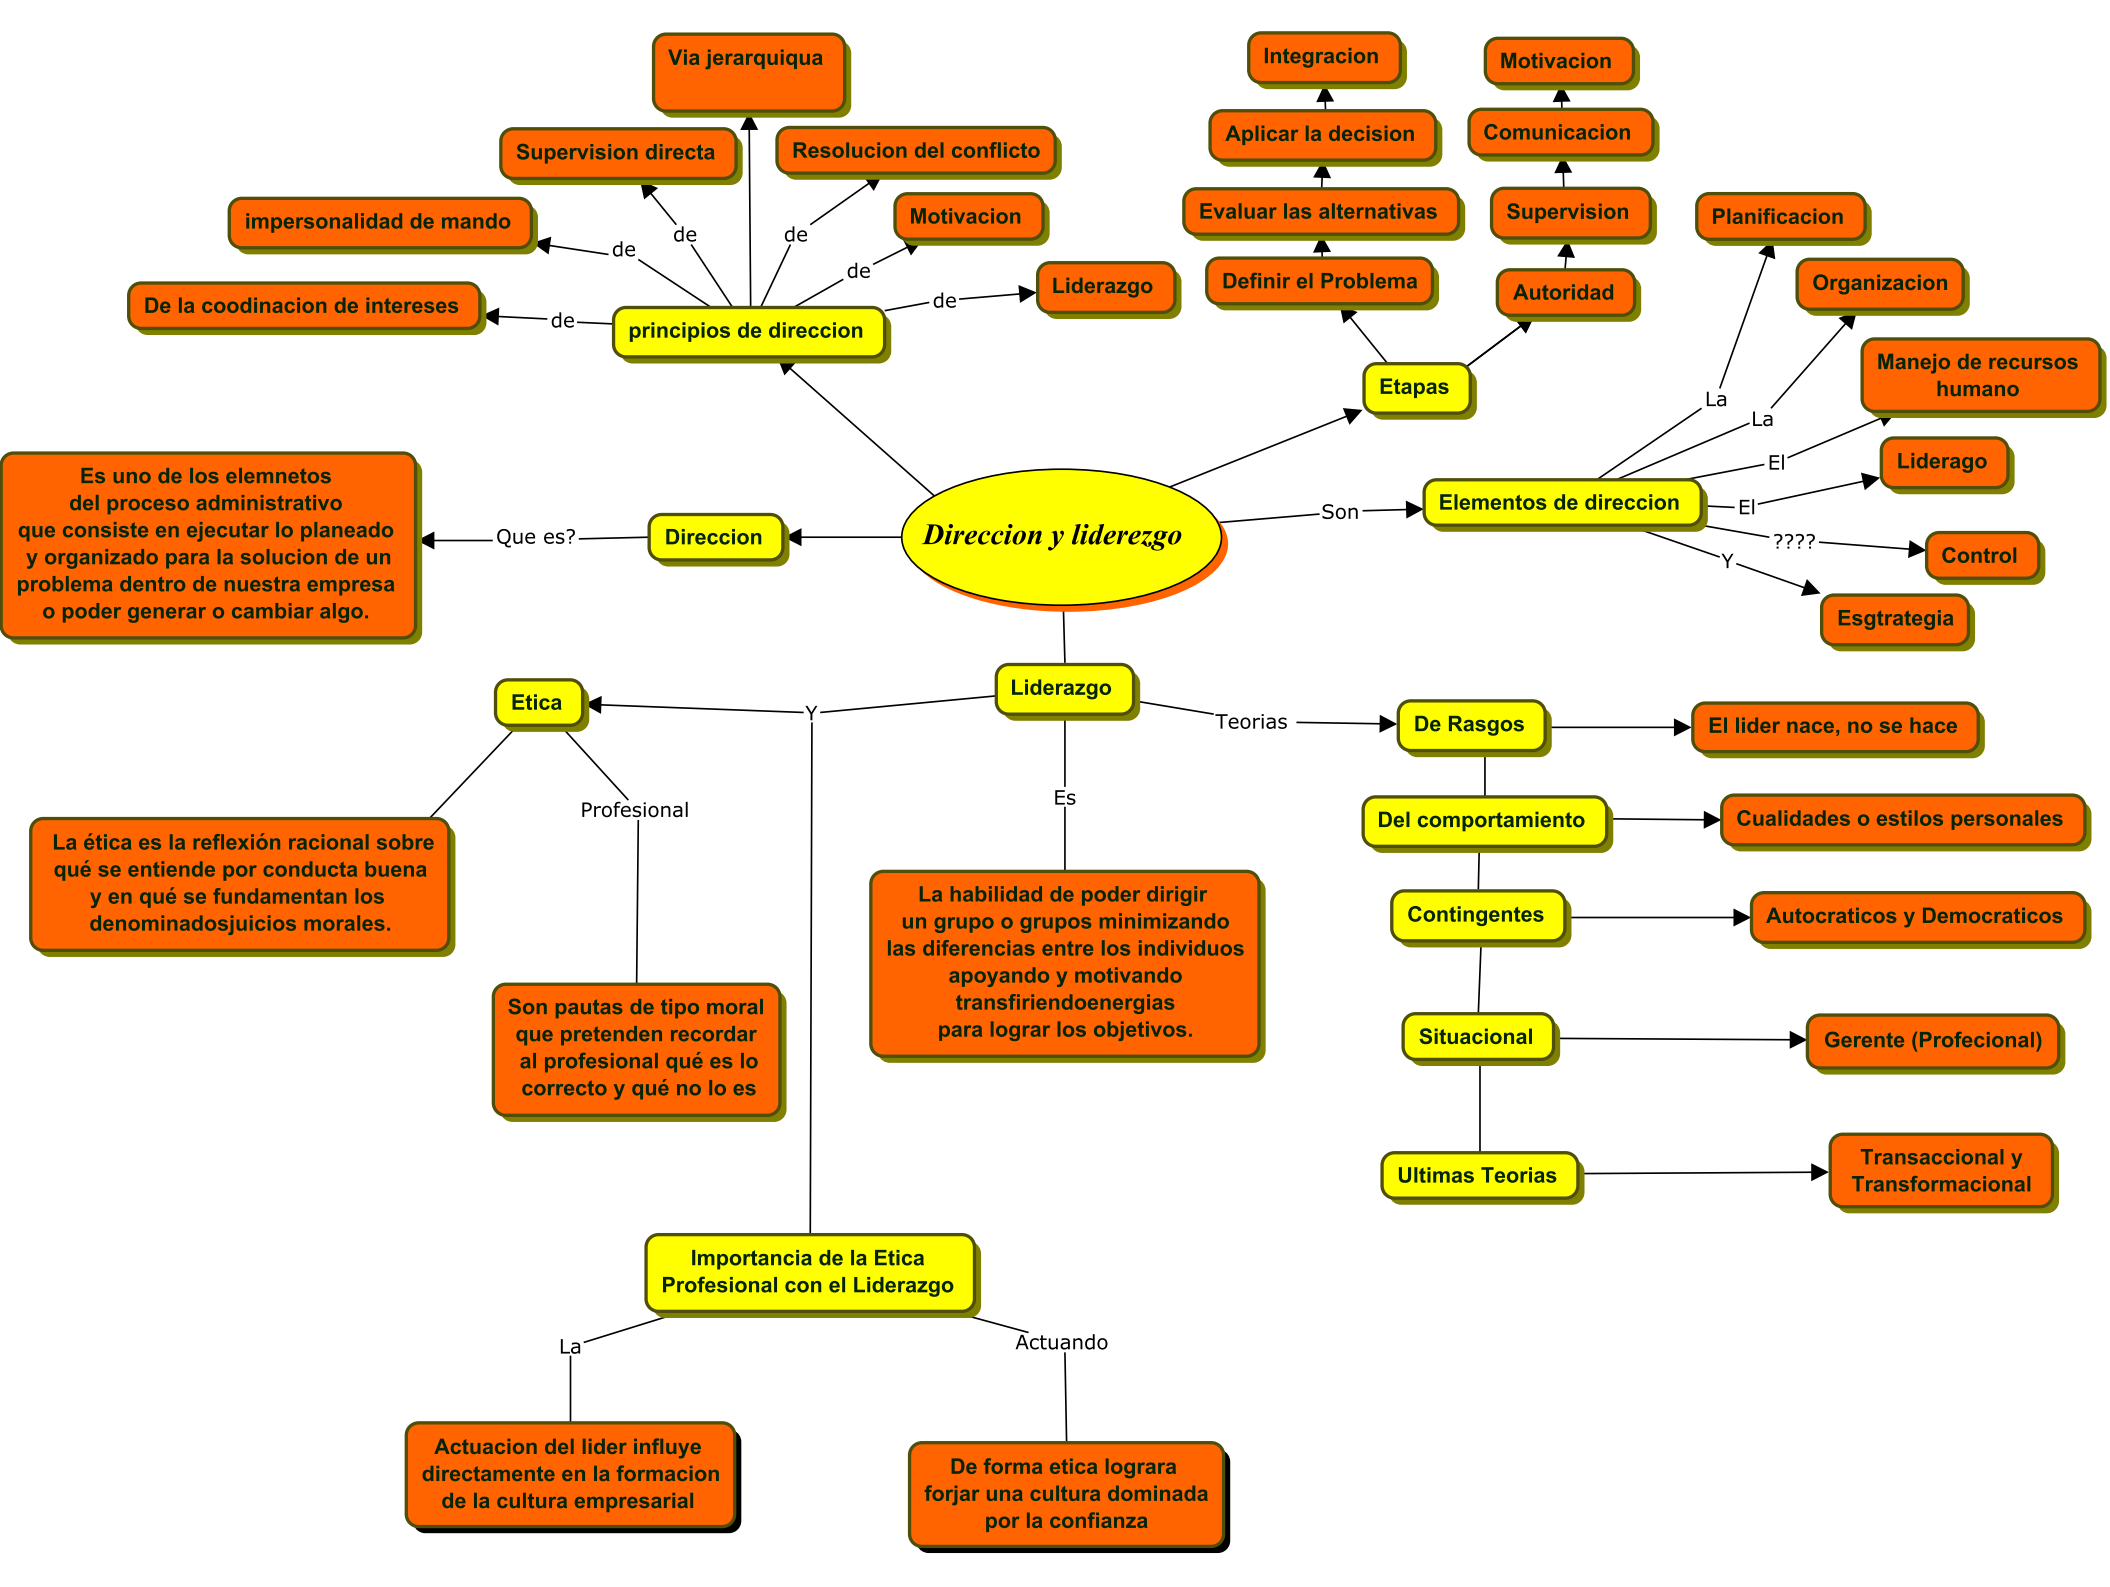 Via jerarquiqua
Supervision directa
Resolucion del conflicto
impersonalidad de mando
Motivacion
De la coodinacion de intereses
Liderazgo
de
de
de
de
de
de
principios de direccion
Integracion
Aplicar la decision
Evaluar las alternativas
Definir el Problema
Motivacion
Comunicacion
Supervision
Autoridad
Etapas
Planificacion
Organizacion
Manejo de recursos
humano
Liderago
Control
Esgtrategia
La
La
El
El
????
Y
Elementos de direccion
Son
Direccion y liderezgo
Direccion
Que es?
Es uno de los elemnetos
del proceso administrativo
que consiste en ejecutar lo planeado
y organizado para la solucion de un
problema dentro de nuestra empresa
o poder generar o cambiar algo.
Liderazgo
Y
Etica
Profesional
La ética es la reflexión racional sobre
qué se entiende por conducta buena
y en qué se fundamentan los
denominadosjuicios morales.
Son pautas de tipo moral
que pretenden recordar
al profesional qué es lo
correcto y qué no lo es
Es
La habilidad de poder dirigir
un grupo o grupos minimizando
las diferencias entre los individuos
apoyando y motivando
transfiriendoenergias
para lograr los objetivos.
Teorias
De Rasgos
El lider nace, no se hace
Del comportamiento
Cualidades o estilos personales
Contingentes
Autocraticos y Democraticos
Situacional
Gerente (Profecional)
Ultimas Teorias
Transaccional y
Transformacional
Importancia de la Etica
Profesional con el Liderazgo
La
Actuando
Actuacion del lider influye
directamente en la formacion
de la cultura empresarial
De forma etica lograra
forjar una cultura dominada
por la confianza